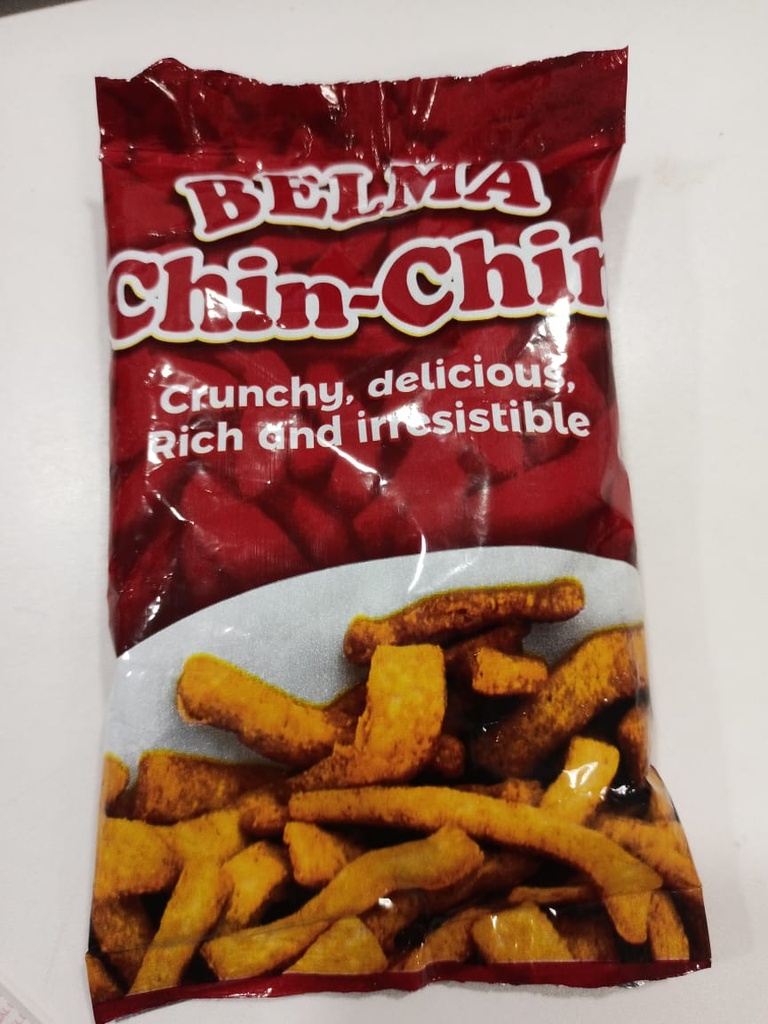 BELMA
Chin-Chin
Crunchy, delicious,
Rich and irresistible